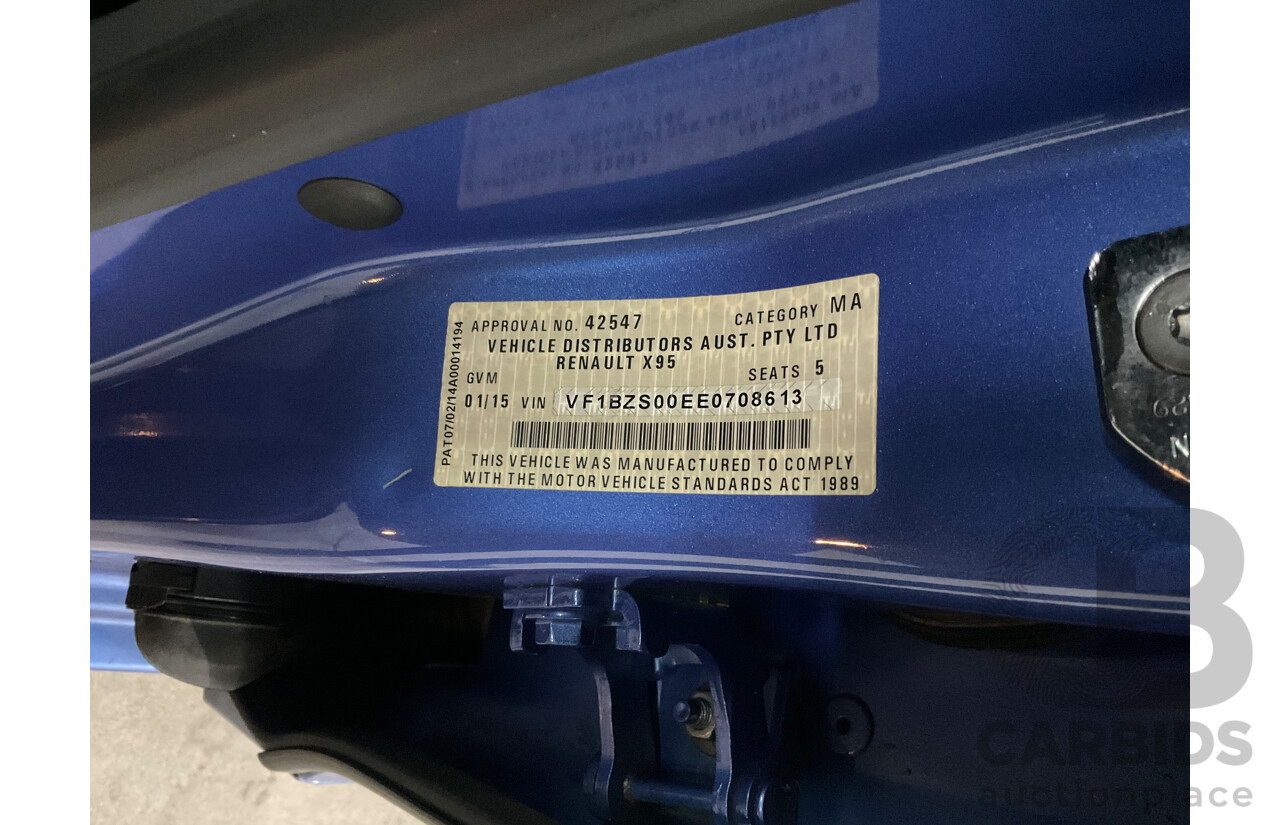 APPROVAL NO. 42547 CATEGORY MA
VEHICLE DISTRIBUTORS AUST. PTY LTD
RENAULT X95
GVM SEATS 5
01/15 VIN VF1BZS00EE0708613
THIS VEHICLE WAS MANUFACTURED TO COMPLY
WITH THE MOTOR VEHICLE STANDARDS ACT 1989
PAT07/02/14A00014194
CARBIDS
auctionplace